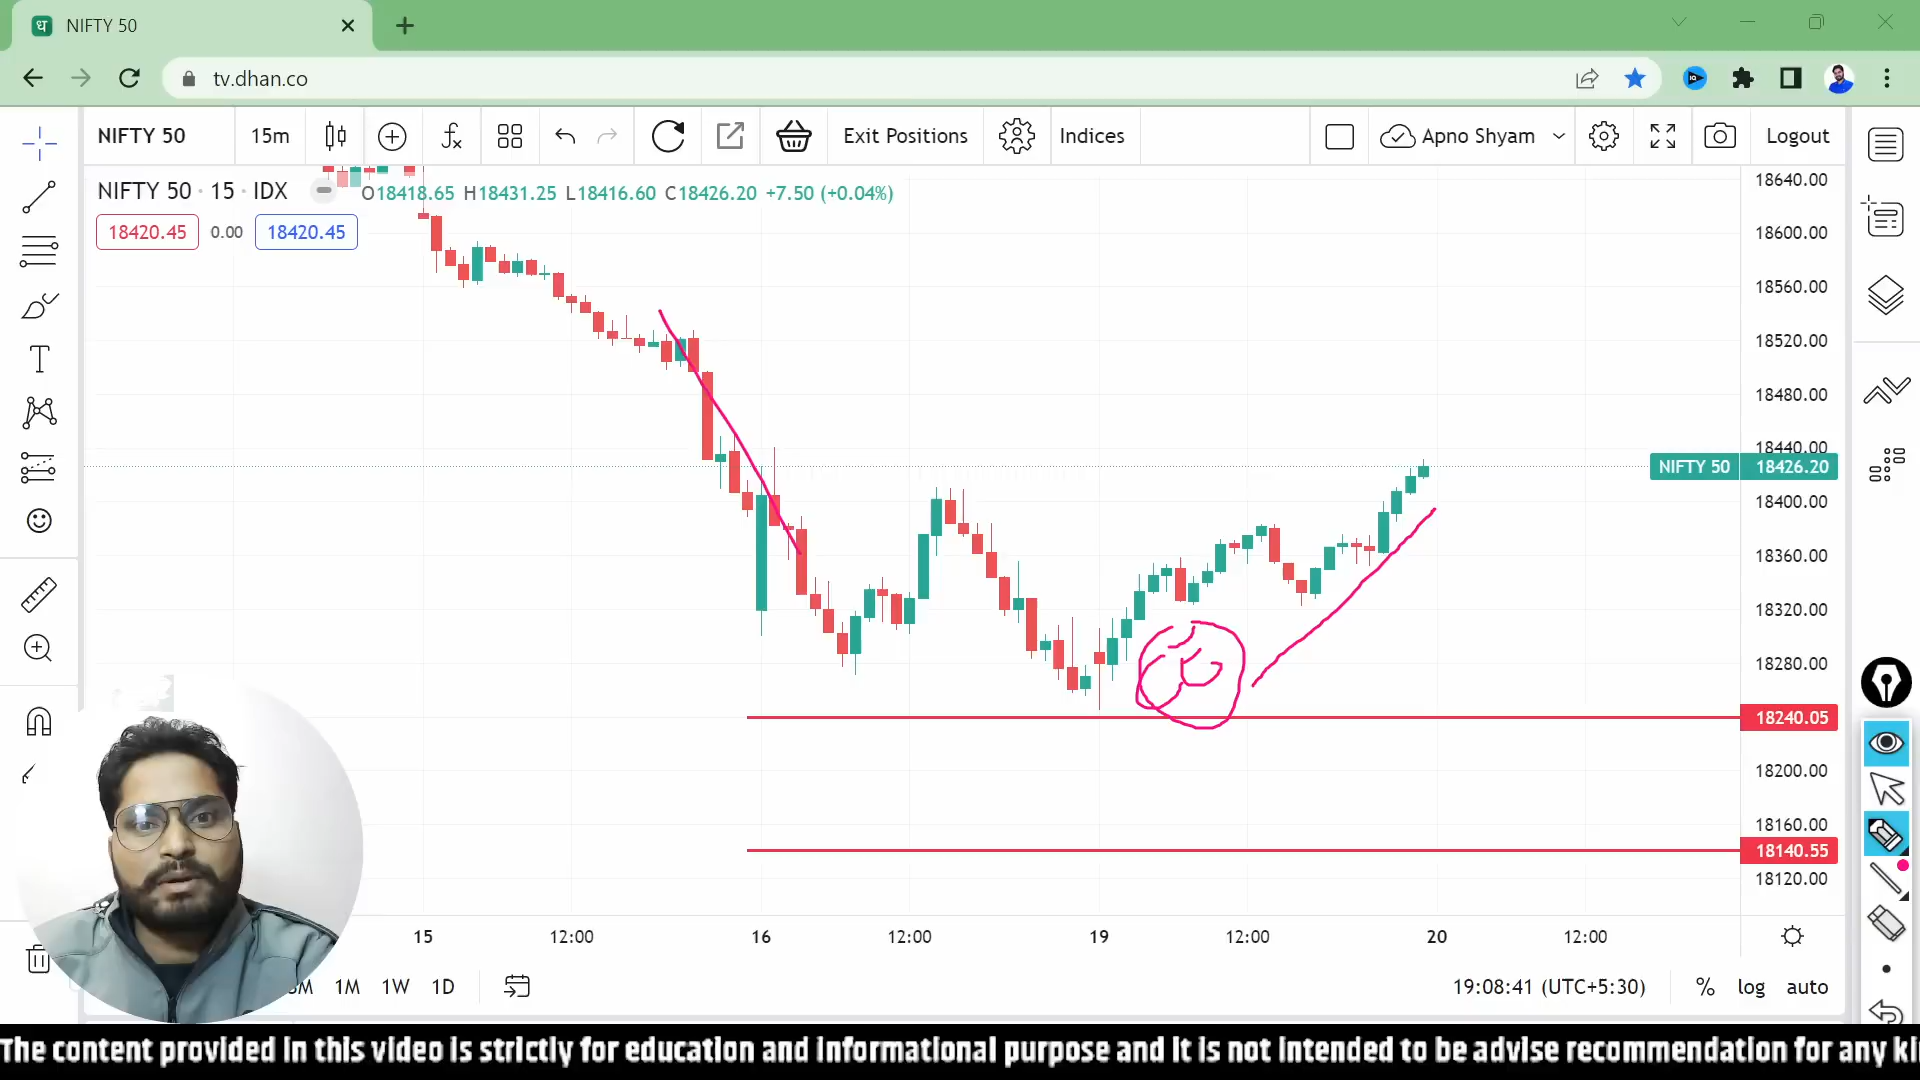 ध NIFTY 50
tv.dhan.co
NIFTY 50 15m Exit Positions Indices Apno Shyam Logout
NIFTY 50 · 15 · IDX O18418.65 H18431.25 L18416.60 C18426.20 +7.50 (+0.04%)
18420.45 0.00 18420.45
18640.00
18600.00
18560.00
18520.00
18480.00
18440.00
NIFTY 50 18426.20
18400.00
18360.00
18320.00
18280.00
18240.05
18200.00
18160.00
18140.55
18120.00
15 12:00 16 12:00 19 12:00 20 12:00
1M 1W 1D 19:08:41 (UTC+5:30) % log auto
The content provided in this video is strictly for education and informational purpose and it is not intended to be advise recommendation for any